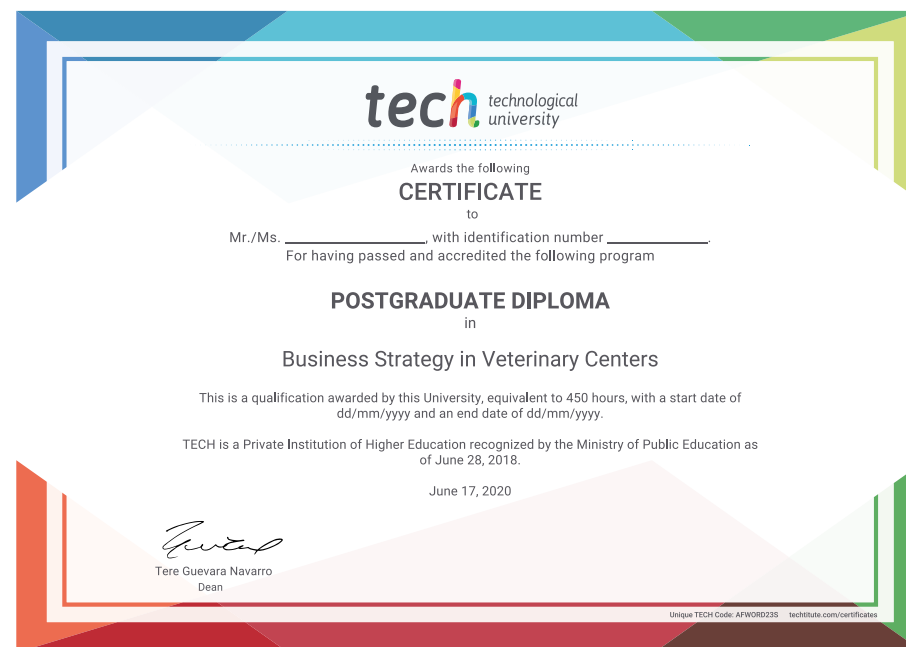 tech technological
university
Awards the following
CERTIFICATE
to
Mr./Ms. ____________________, with identification number ______________.
For having passed and accredited the following program
POSTGRADUATE DIPLOMA
in
Business Strategy in Veterinary Centers
This is a qualification awarded by this University, equivalent to 450 hours, with a start date of
dd/mm/yyyy and an end date of dd/mm/yyyy.
TECH is a Private Institution of Higher Education recognized by the Ministry of Public Education as
of June 28, 2018.
June 17, 2020
Tere Guevara Navarro
Dean
Unique TECH Code: AFWORD23S techtitute.com/certificates